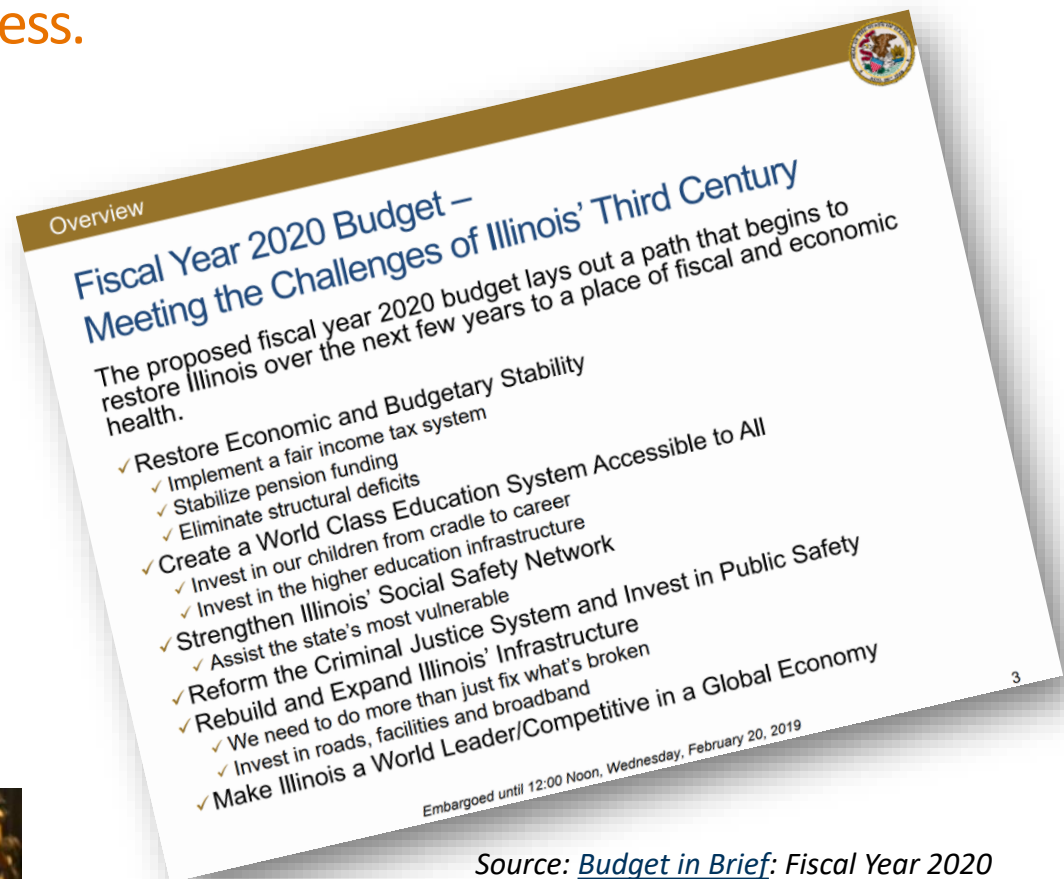 ess.
Overview
Fiscal Year 2020 Budget –
Meeting the Challenges of Illinois' Third Century
The proposed fiscal year 2020 budget lays out a path that begins to
restore Illinois over the next few years to a place of fiscal and economic
health.
✓ Restore Economic and Budgetary Stability
✓ Implement a fair income tax system
✓ Stabilize pension funding
✓ Eliminate structural deficits
✓ Create a World Class Education System Accessible to All
✓ Invest in our children from cradle to career
✓ Invest in the higher education infrastructure
✓ Strengthen Illinois' Social Safety Network
✓ Assist the state's most vulnerable
✓ Reform the Criminal Justice System and Invest in Public Safety
✓ Rebuild and Expand Illinois' Infrastructure
✓ We need to do more than just fix what's broken
✓ Invest in roads, facilities and broadband
✓ Make Illinois a World Leader/Competitive in a Global Economy
3
Embargoed until 12:00 Noon, Wednesday, February 20, 2019
Source: Budget in Brief: Fiscal Year 2020